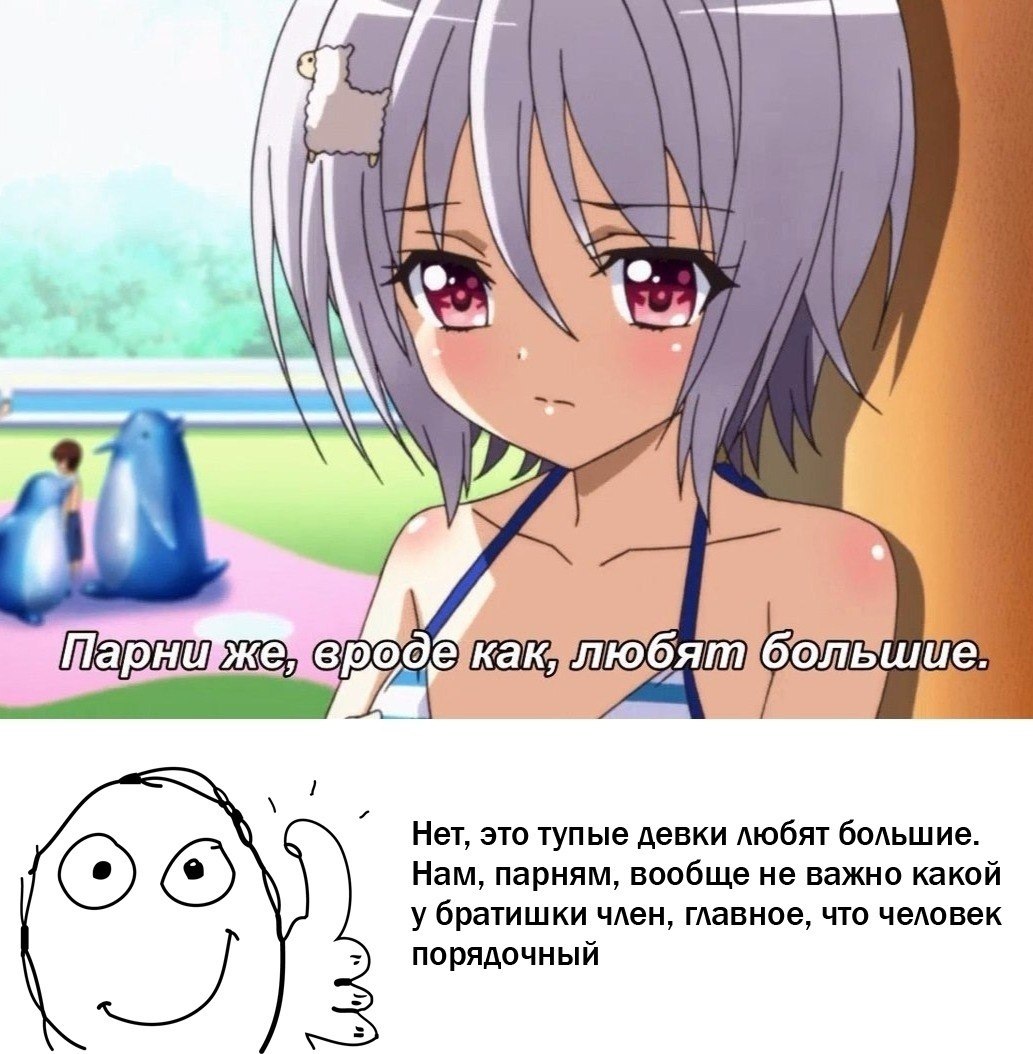 Парни же, вроде как, любят большие.
Нет, это тупые девки любят большие.
Нам, парням, вообще не важно какой
у братишки член, главное, что человек
порядочный